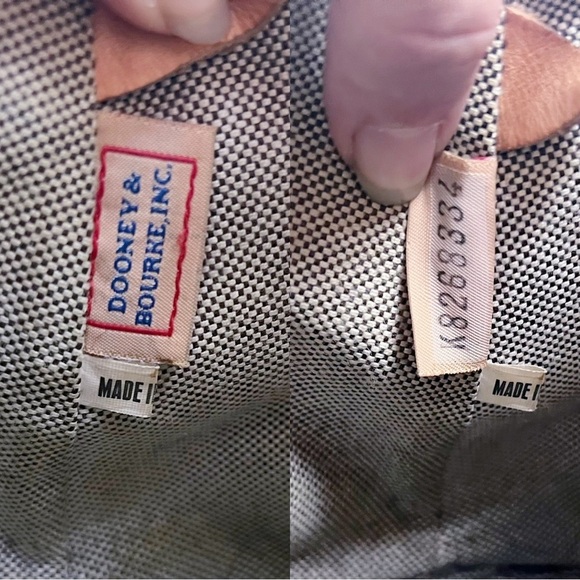 DOONEY &
BOURKE, INC.
MADE I
K8268334
MADE I